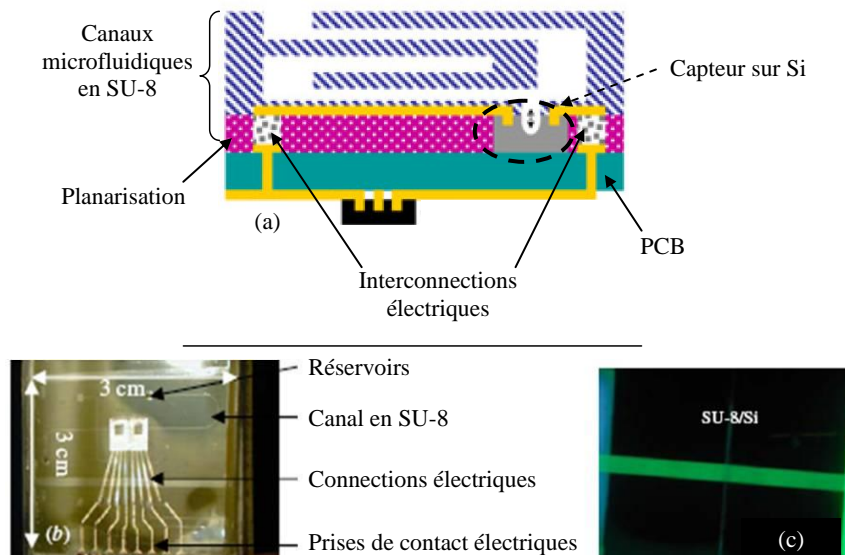 Canaux
microfluidiques
en SU-8
Capteur sur Si
Planarisation
(a)
PCB
Interconnections
électriques
Réservoirs
3 cm
Canal en SU-8
SU-8/Si
3 cm
Connections électriques
(b)
Prises de contact électriques
(c)